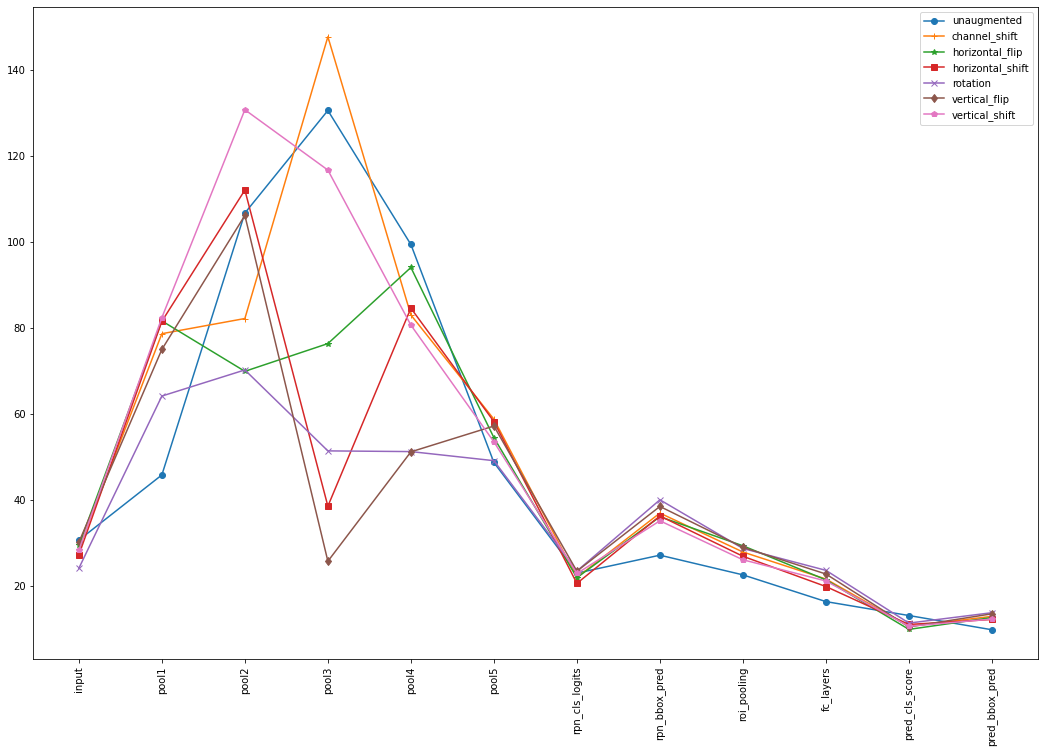 unaugmented
channel_shift
horizontal_flip
horizontal_shift
rotation
vertical_flip
vertical_shift
140
120
100
80
60
40
20
input
pool1
pool2
pool3
pool4
pool5
rpn_cls_logits
rpn_bbox_pred
roi_pooling
fc_layers
pred_cls_score
pred_bbox_pred